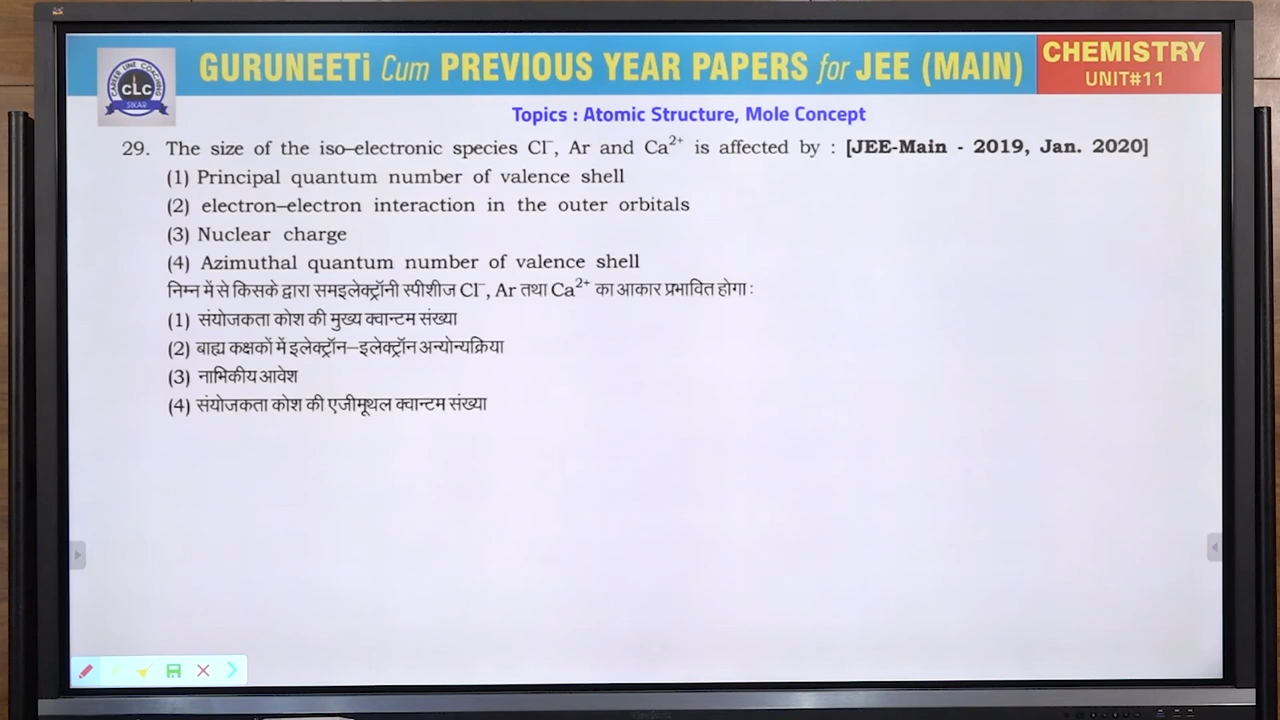 CAREER LINE COACHING
CLC
SIKAR
GURUNEETi Cum PREVIOUS YEAR PAPERS for JEE (MAIN)
CHEMISTRY
UNIT#11
Topics : Atomic Structure, Mole Concept
29. The size of the iso–electronic species Cl⁻, Ar and Ca²⁺ is affected by : [JEE-Main - 2019, Jan. 2020]
(1) Principal quantum number of valence shell
(2) electron–electron interaction in the outer orbitals
(3) Nuclear charge
(4) Azimuthal quantum number of valence shell
निम्न में से किसके द्वारा समइलेक्ट्रॉनी स्पीशीज Cl⁻, Ar तथा Ca²⁺ का आकार प्रभावित होगा :
(1) संयोजकता कोश की मुख्य क्वान्टम संख्या
(2) बाह्य कक्षकों में इलेक्ट्रॉन–इलेक्ट्रॉन अन्योन्यक्रिया
(3) नाभिकीय आवेश
(4) संयोजकता कोश की एजीमूथल क्वान्टम संख्या